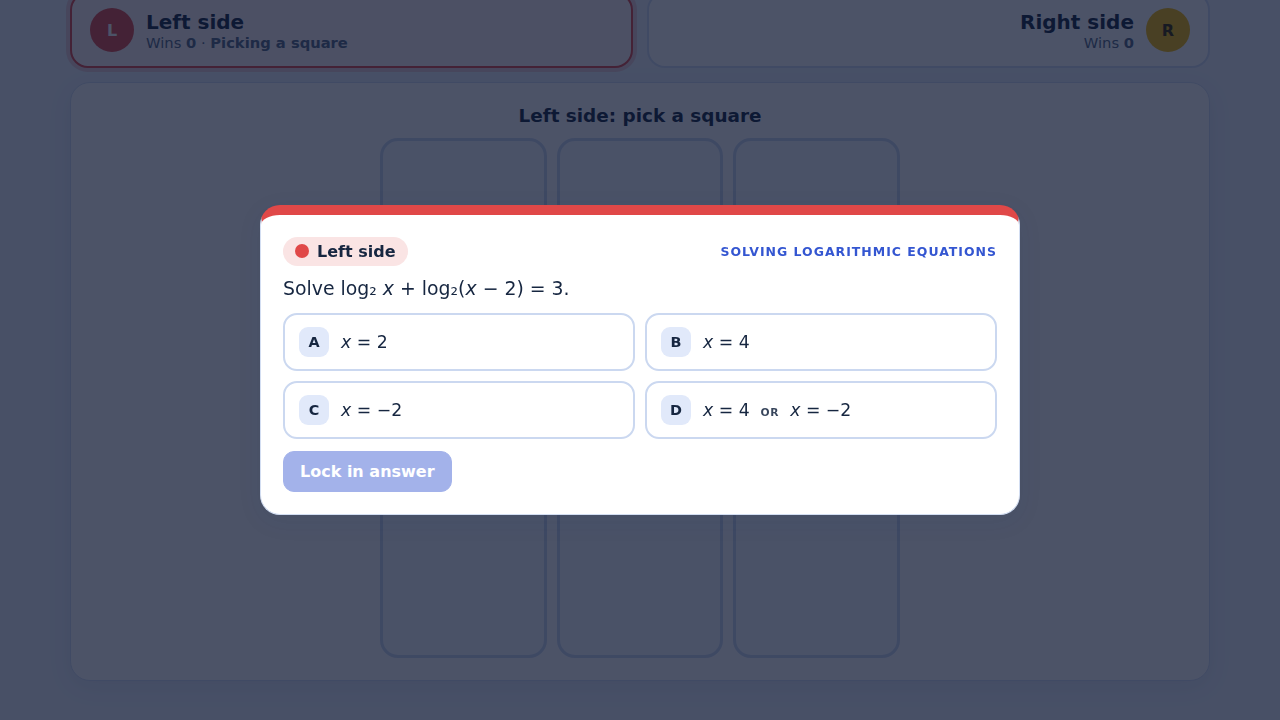 L
Left side
Wins 0 · Picking a square
Right side
Wins 0
R
Left side: pick a square
Left side
SOLVING LOGARITHMIC EQUATIONS
Solve log₂ x + log₂(x − 2) = 3.
A x = 2
B x = 4
C x = −2
D x = 4 OR x = −2
Lock in answer